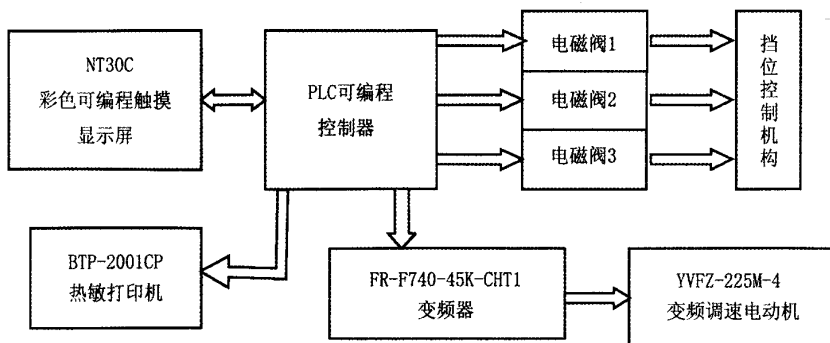 NT30C
彩色可编程触摸
显示屏
PLC可编程
控制器
电磁阀1
电磁阀2
电磁阀3
挡位控制机构
BTP-2001CP
热敏打印机
FR-F740-45K-CHT1
变频器
YVFZ-225M-4
变频调速电动机